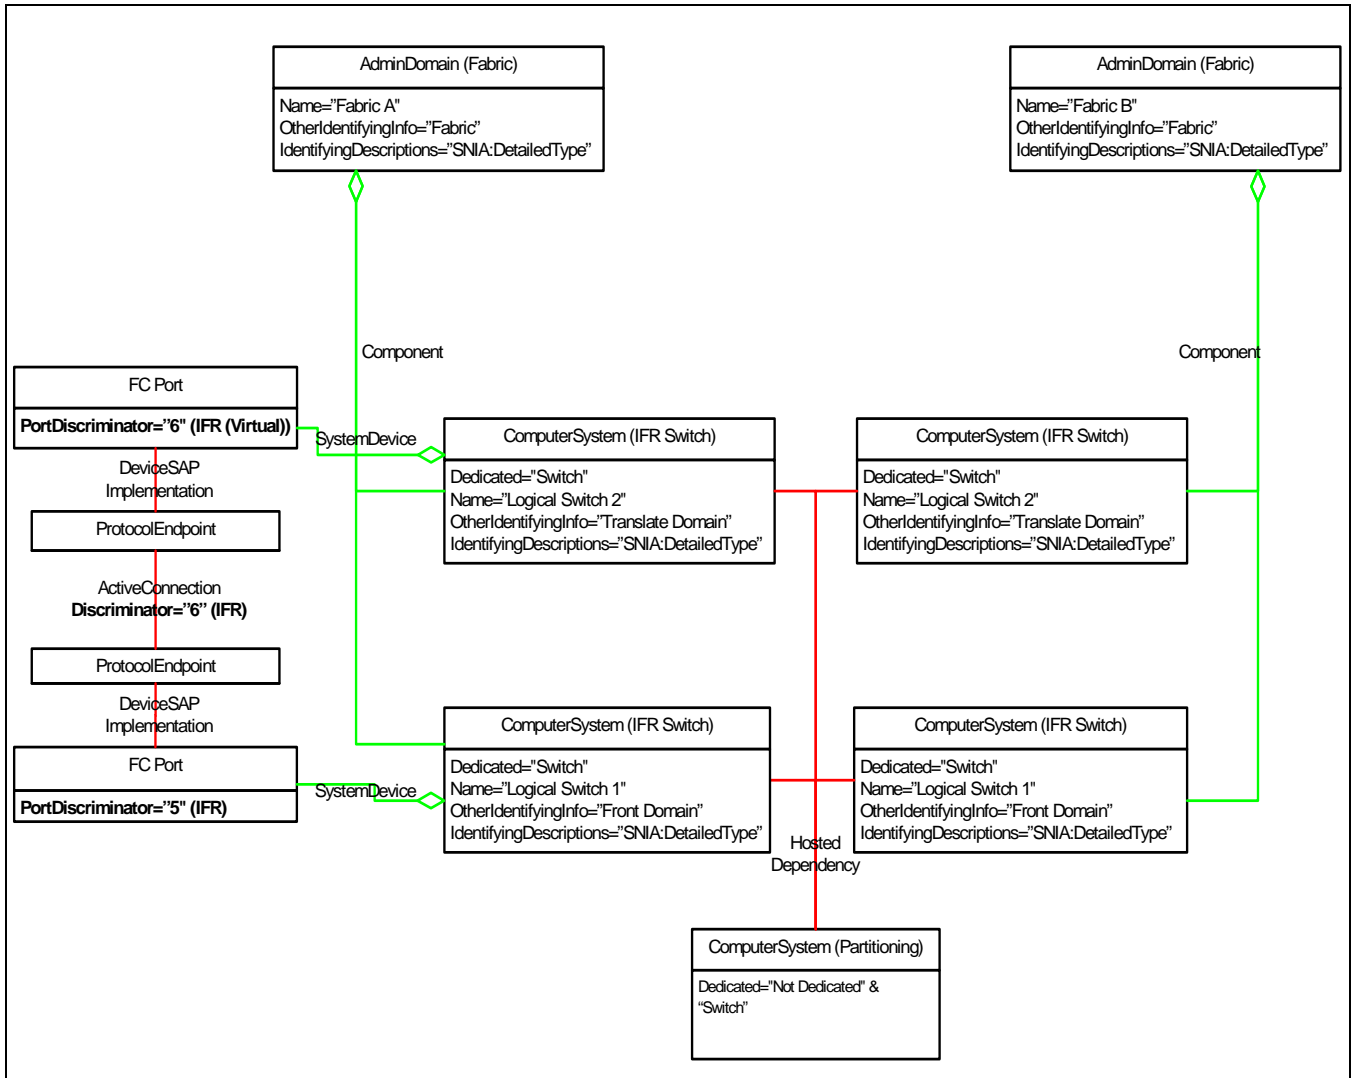 AdminDomain (Fabric)
Name=”Fabric A"
OtherIdentifyingInfo=”Fabric”
IdentifyingDescriptions=”SNIA:DetailedType”
AdminDomain (Fabric)
Name=”Fabric B"
OtherIdentifyingInfo=”Fabric”
IdentifyingDescriptions=”SNIA:DetailedType”
Component
Component
FC Port
PortDiscriminator=”6" (IFR (Virtual))
SystemDevice
DeviceSAP
Implementation
ProtocolEndpoint
ActiveConnection
Discriminator=”6” (IFR)
ProtocolEndpoint
DeviceSAP
Implementation
FC Port
PortDiscriminator=”5" (IFR)
SystemDevice
ComputerSystem (IFR Switch)
Dedicated="Switch"
Name=”Logical Switch 2"
OtherIdentifyingInfo=”Translate Domain”
IdentifyingDescriptions=”SNIA:DetailedType”
ComputerSystem (IFR Switch)
Dedicated="Switch"
Name=”Logical Switch 2"
OtherIdentifyingInfo=”Translate Domain”
IdentifyingDescriptions=”SNIA:DetailedType”
ComputerSystem (IFR Switch)
Dedicated="Switch"
Name=”Logical Switch 1"
OtherIdentifyingInfo=”Front Domain”
IdentifyingDescriptions=”SNIA:DetailedType”
ComputerSystem (IFR Switch)
Dedicated="Switch"
Name=”Logical Switch 1"
OtherIdentifyingInfo=”Front Domain”
IdentifyingDescriptions=”SNIA:DetailedType”
Hosted
Dependency
ComputerSystem (Partitioning)
Dedicated="Not Dedicated" &
“Switch”